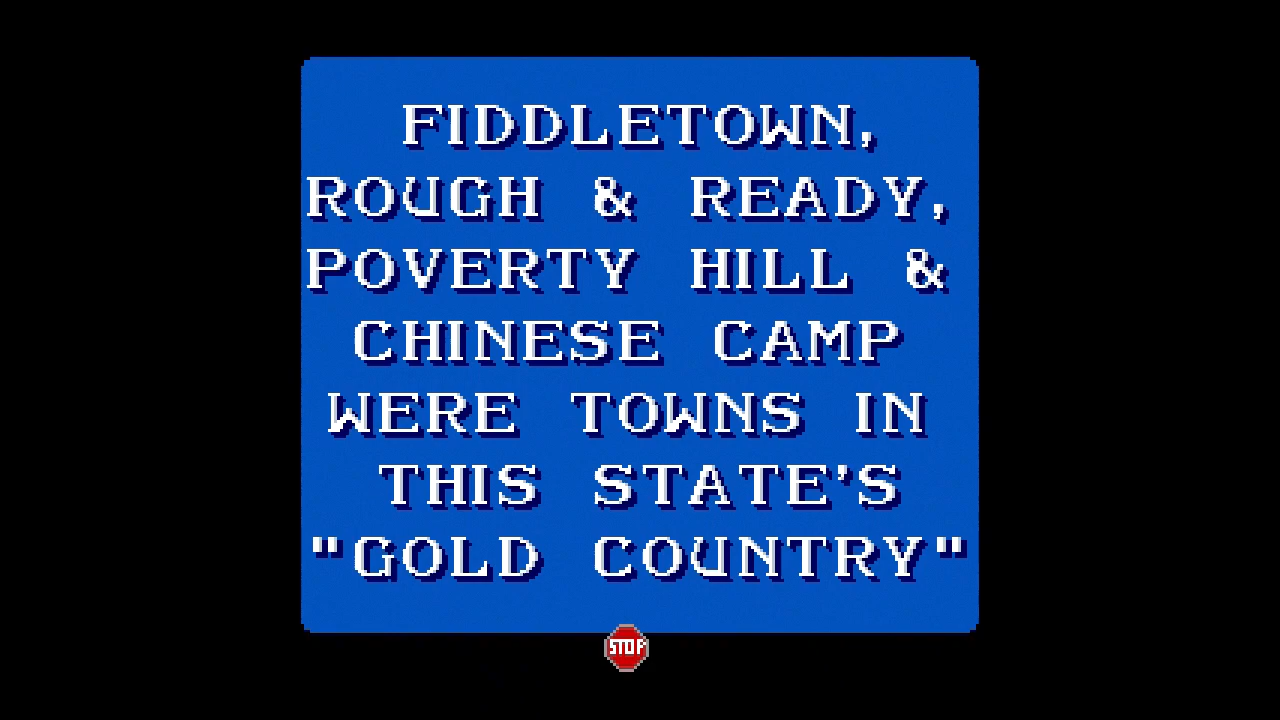 FIDDLETOWN,
ROUGH & READY,
POVERTY HILL &
CHINESE CAMP
WERE TOWNS IN
THIS STATE'S
"GOLD COUNTRY"
STOP